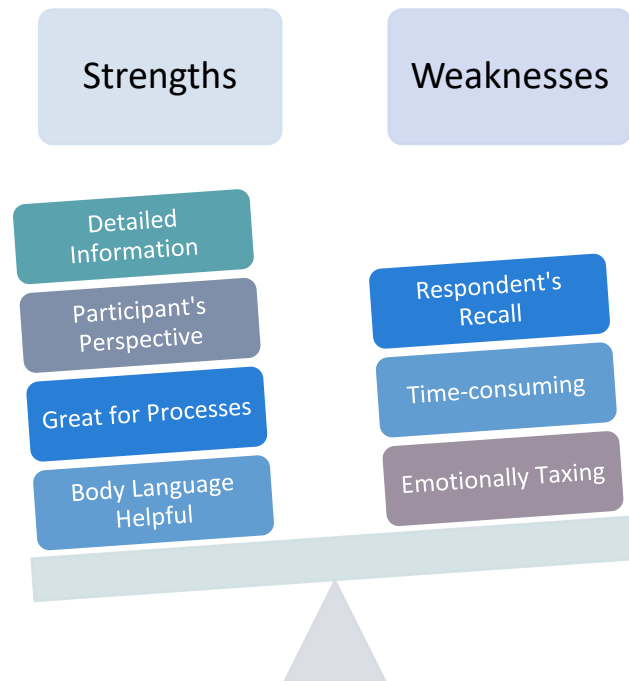 Strengths
Weaknesses
Detailed
Information
Participant's
Perspective
Great for Processes
Body Language
Helpful
Respondent's
Recall
Time-consuming
Emotionally Taxing